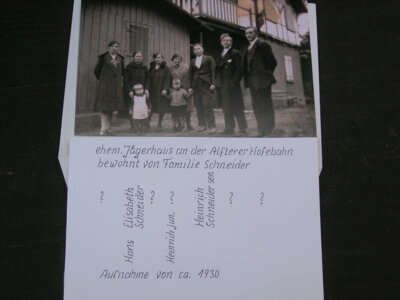 ehem. Jägerhaus an der Alfterer Hofebahn
bewohnt von Familie Schneider
?
Hans
Elisabeth
Schneider
?
?
Heinrich jun.
Heinrich
Schneider sen.
?
?
Aufnahme von ca. 1930